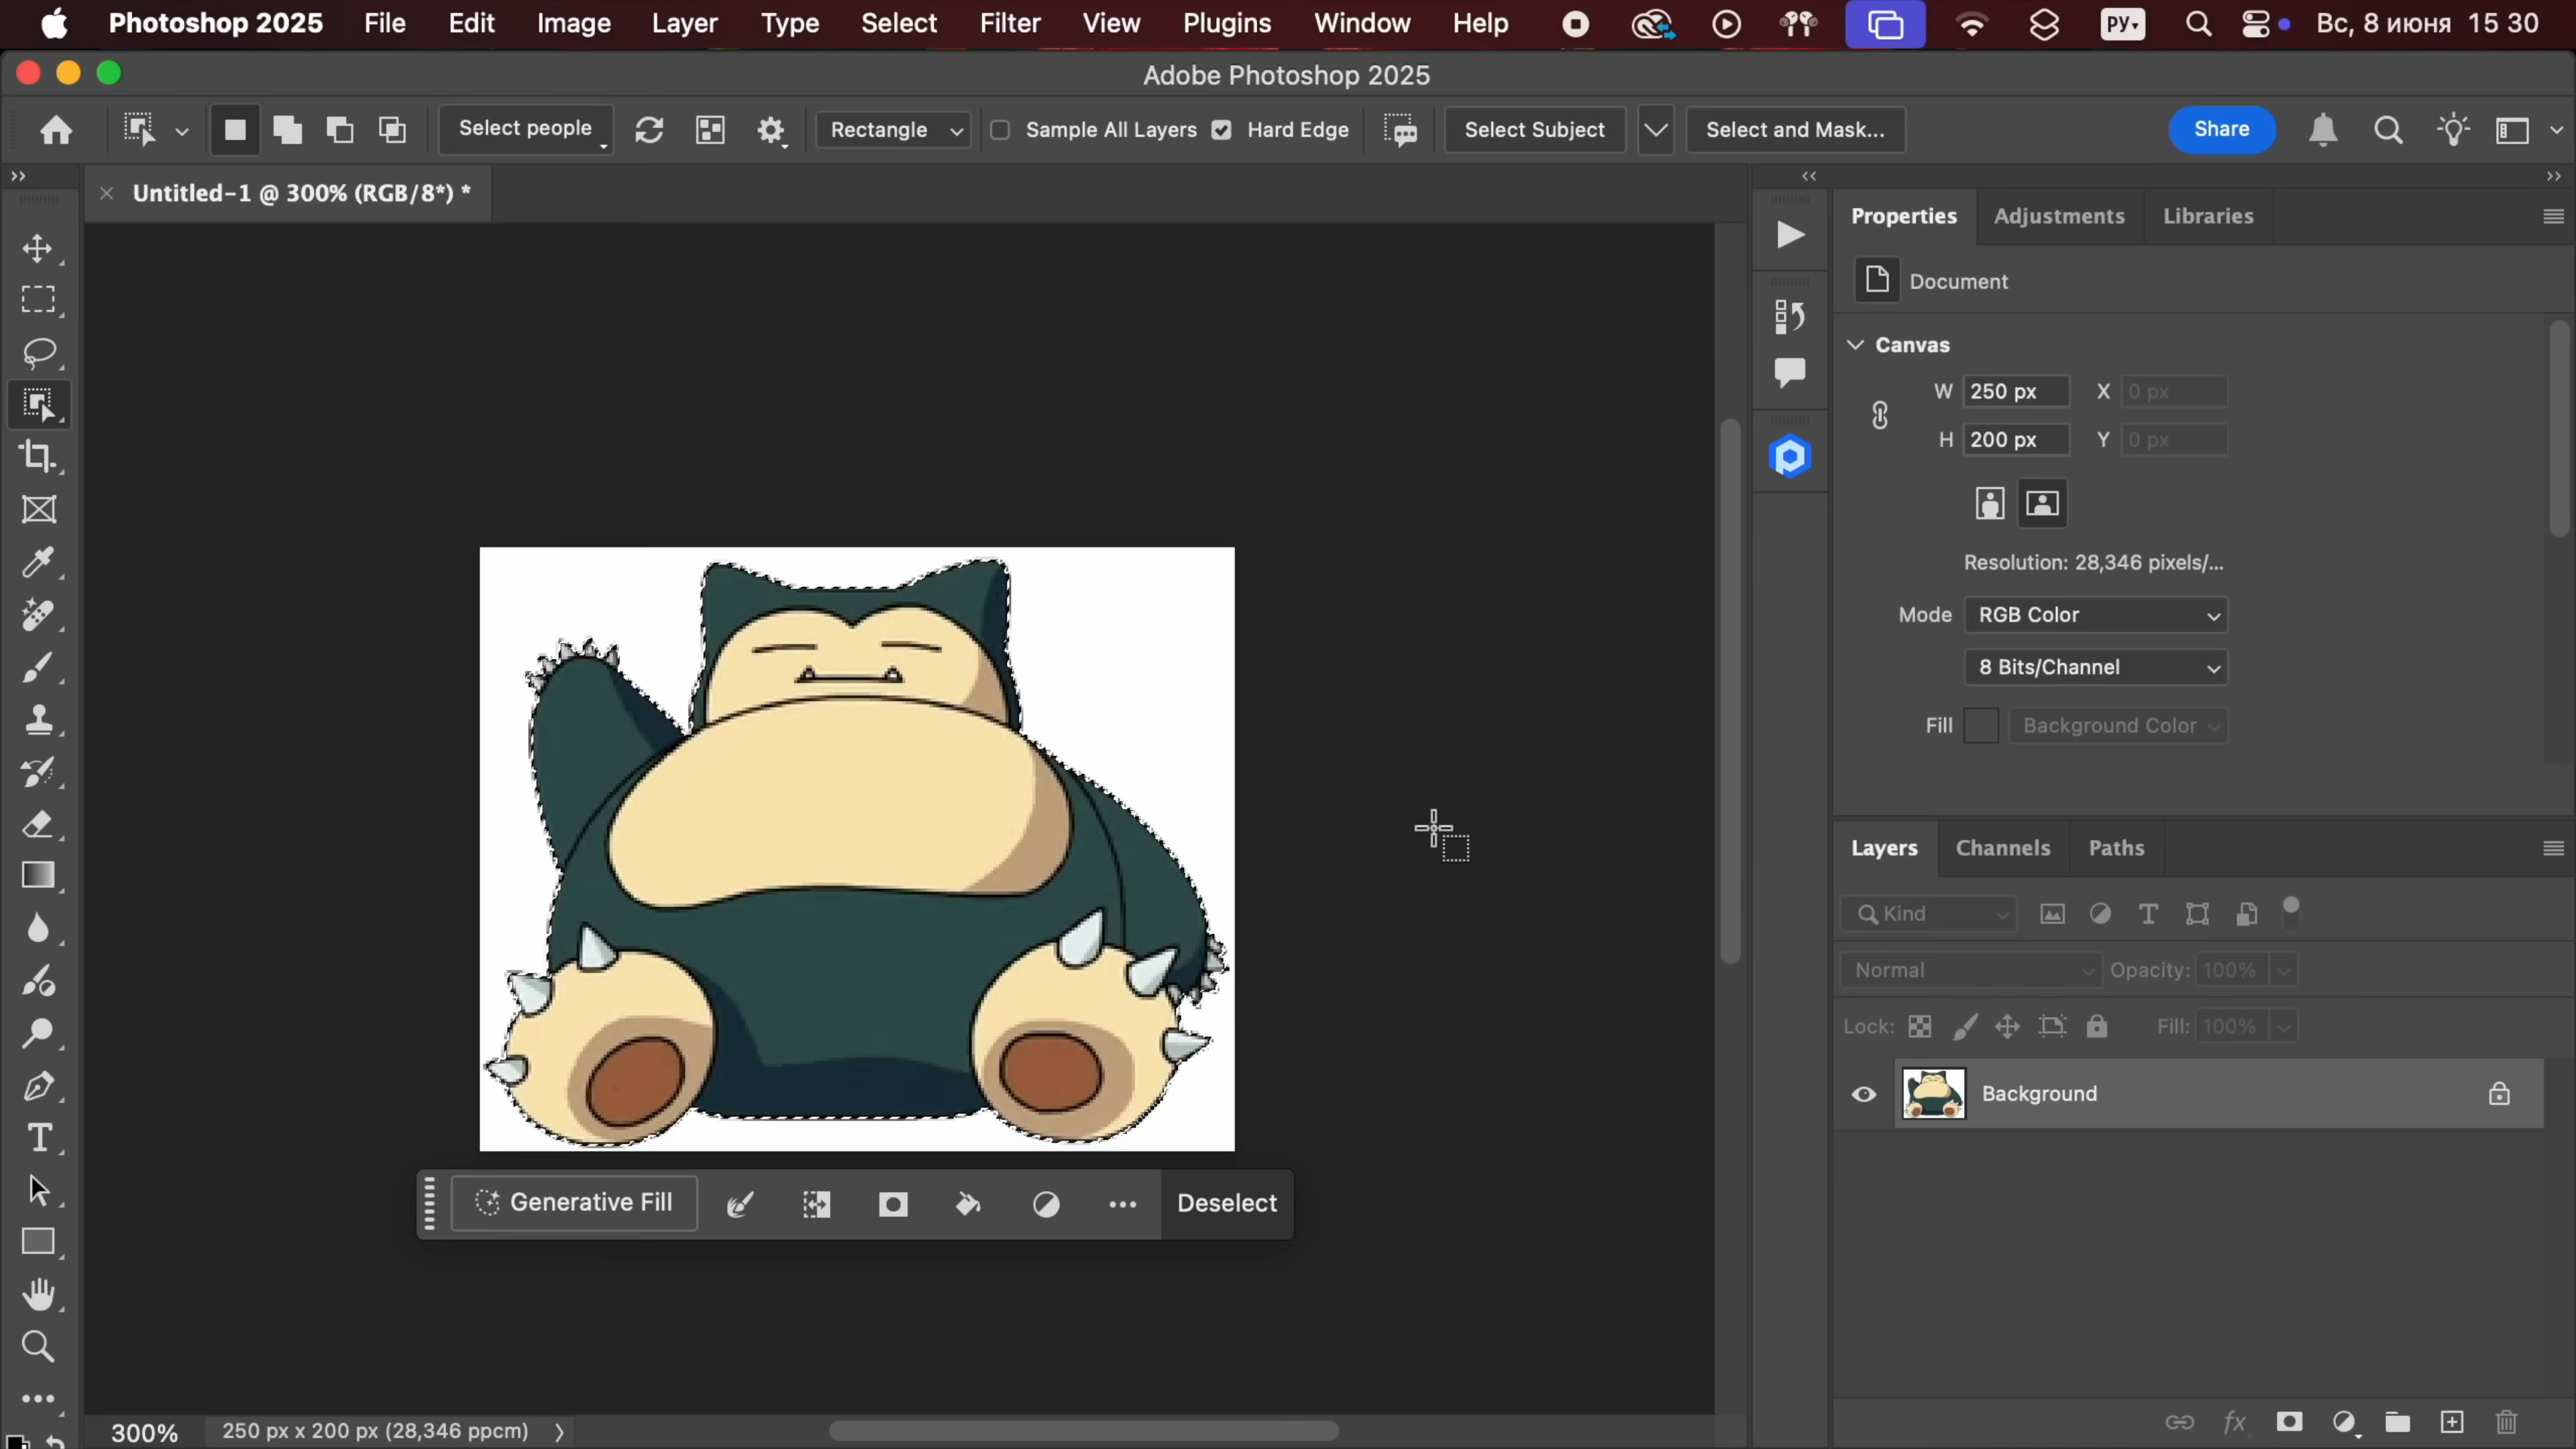 Photoshop 2025 File Edit Image Layer Type Select Filter View Plugins Window Help РУ Вс, 8 июня 15 30
Adobe Photoshop 2025
Select people Rectangle Sample All Layers Hard Edge Select Subject Select and Mask... Share
Untitled-1 @ 300% (RGB/8*) *
Properties Adjustments Libraries
Document
Canvas
W 250 px X 0 px
H 200 px Y 0 px
Resolution: 28,346 pixels/...
Mode RGB Color
8 Bits/Channel
Fill Background Color
Layers Channels Paths
Kind
Normal Opacity: 100%
Lock: Fill: 100%
Background
Generative Fill Deselect
300% 250 px x 200 px (28,346 ppcm)